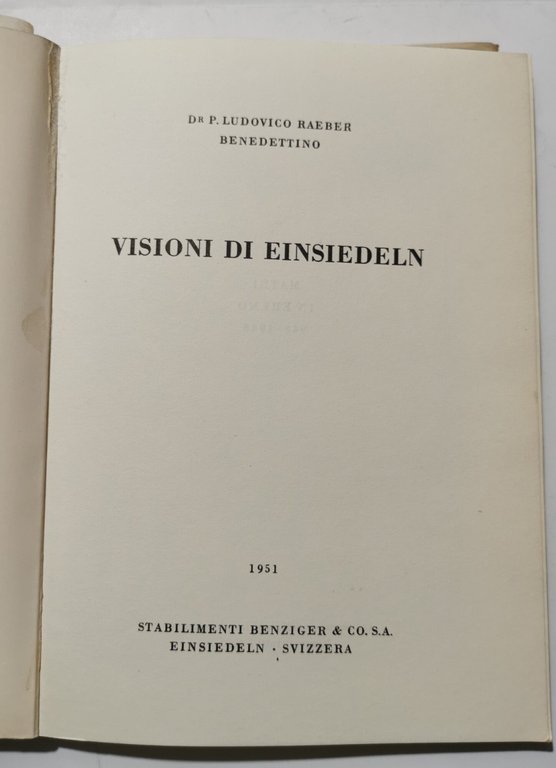 DR P. LUDOVICO RAEBER
BENEDETTINO
VISIONI DI EINSIEDELN
1951
STABILIMENTI BENZIGER & CO. S.A.
EINSIEDELN · SVIZZERA